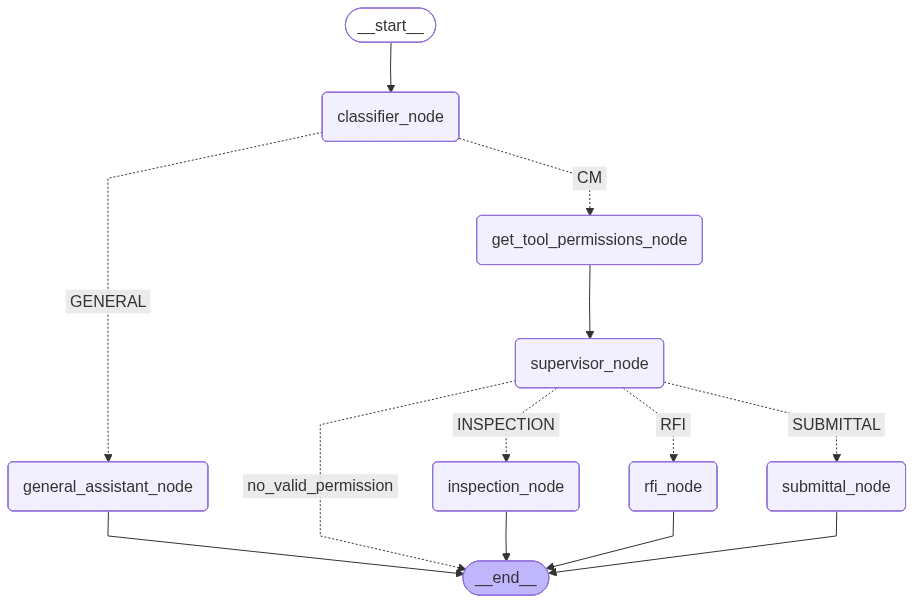 __start__
classifier_node
CM
get_tool_permissions_node
GENERAL
supervisor_node
INSPECTION
RFI
SUBMITTAL
general_assistant_node
no_valid_permission
inspection_node
rfi_node
submittal_node
__end__